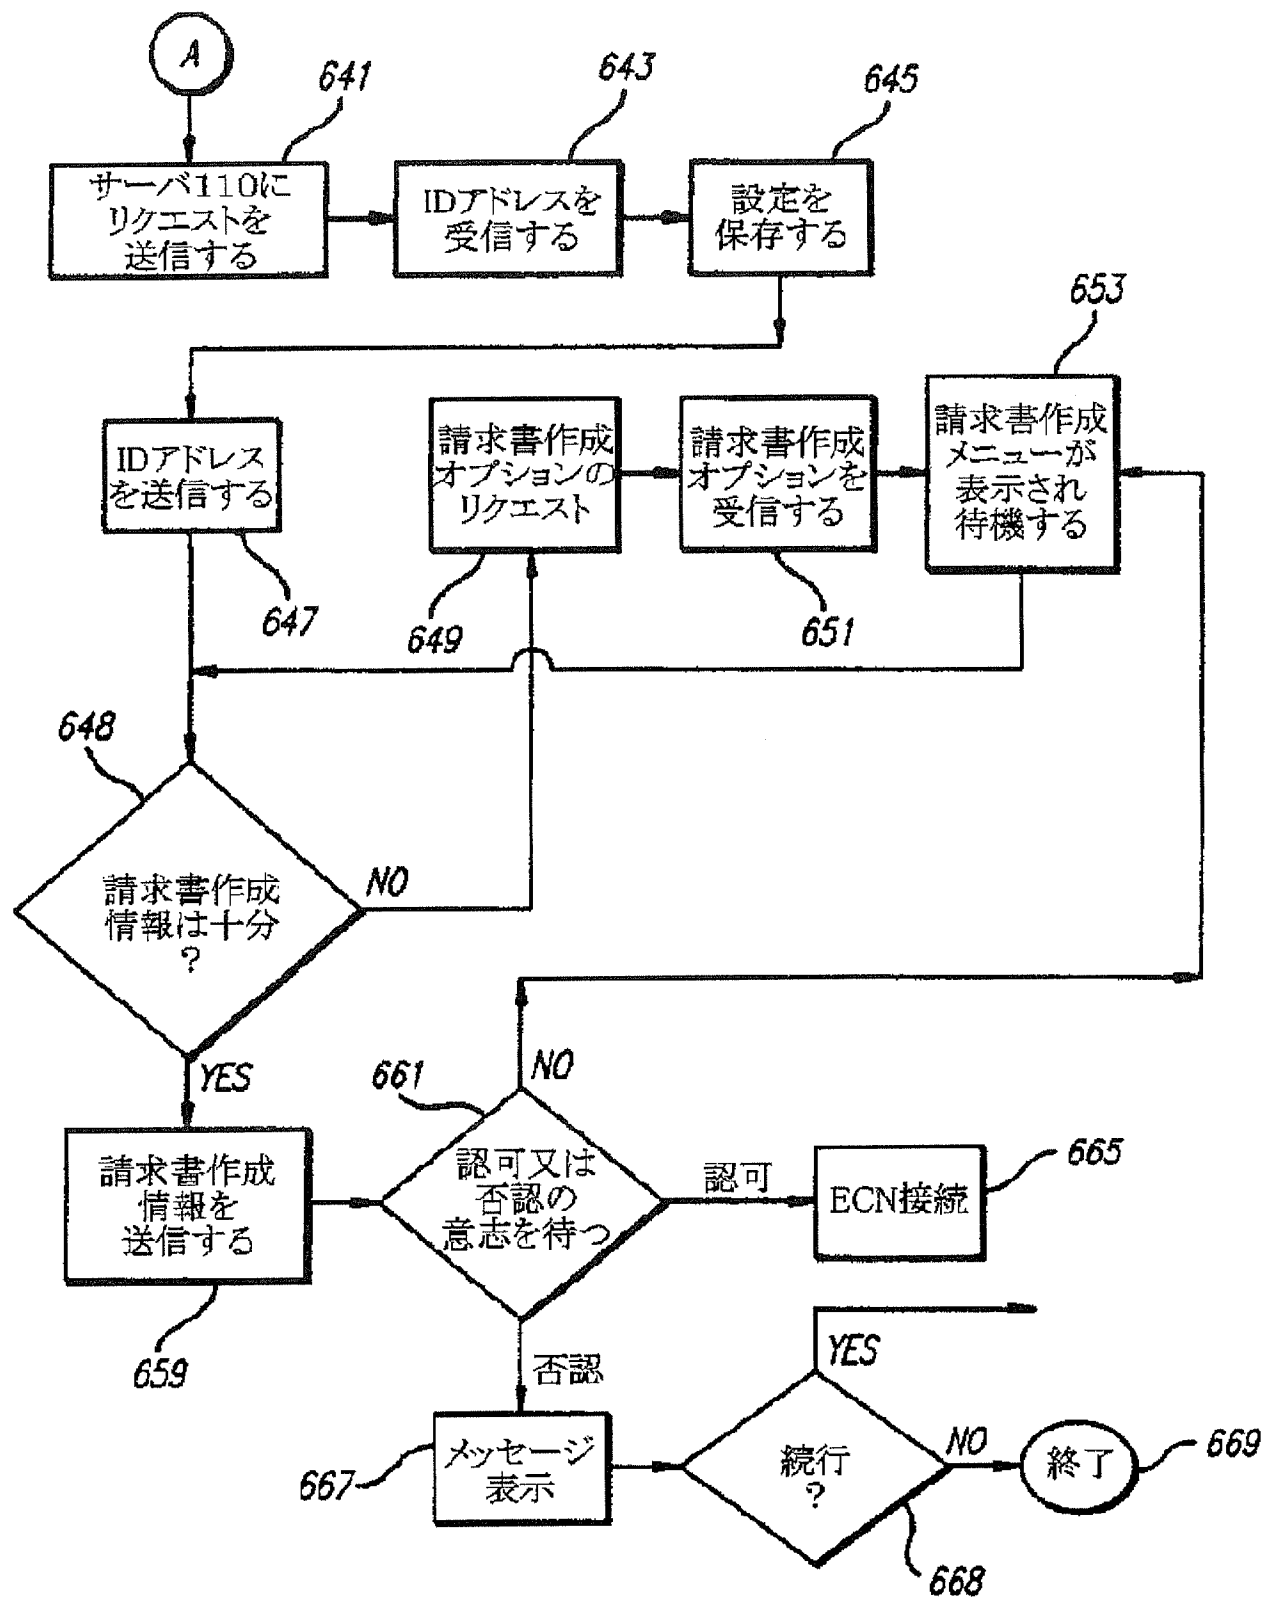 A
641
643
645
サーバ110に
リクエストを
送信する
IDアドレスを
受信する
設定を
保存する
653
IDアドレス
を送信する
請求書作成
オプションの
リクエスト
請求書作成
オプションを
受信する
請求書作成
メニューが
表示され
待機する
647
649
651
648
請求書作成
情報は十分
?
NO
YES
661
NO
請求書作成
情報を
送信する
認可又は
否認の
意志を待つ
認可
ECN接続
665
659
否認
YES
メッセージ
表示
667
続行
?
NO
終了
669
668